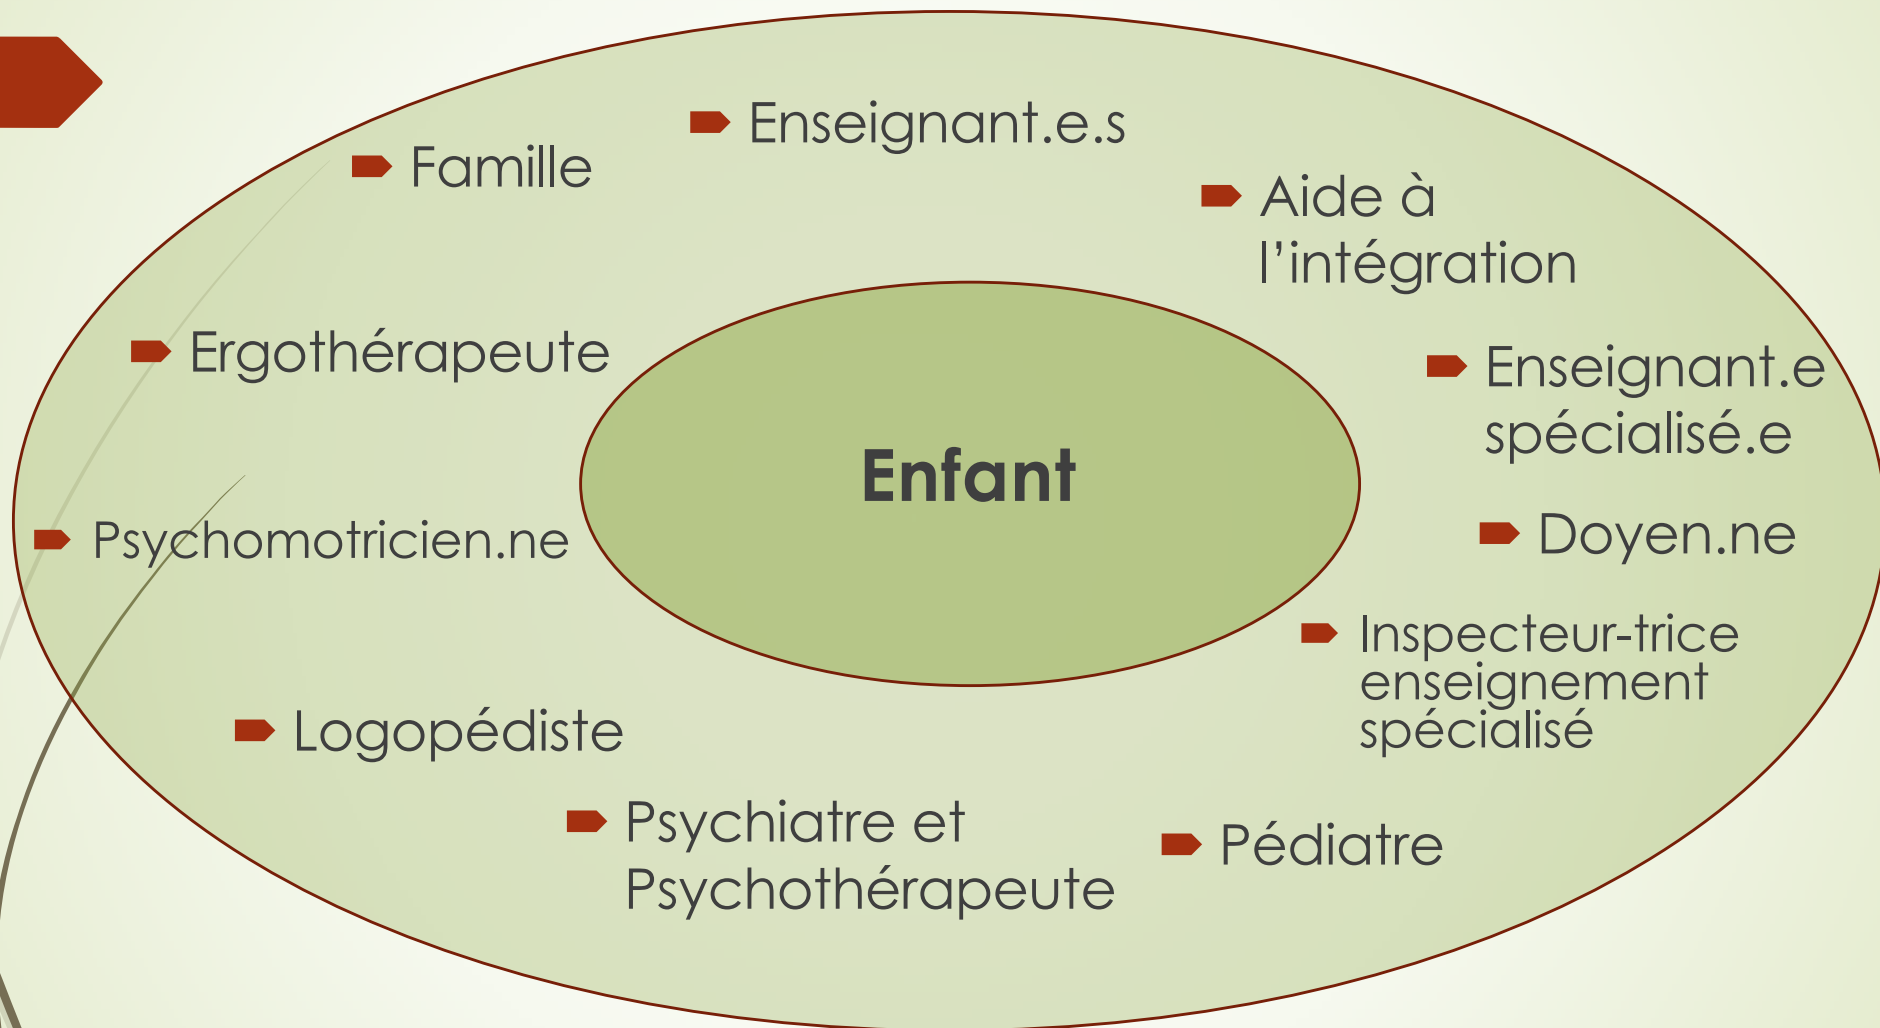 Enseignant.e.s
Famille
Aide à
l’intégration
Ergothérapeute
Enseignant.e
spécialisé.e
Enfant
Psychomotricien.ne
Doyen.ne
Inspecteur-trice
enseignement
spécialisé
Logopédiste
Psychiatre et
Psychothérapeute
Pédiatre